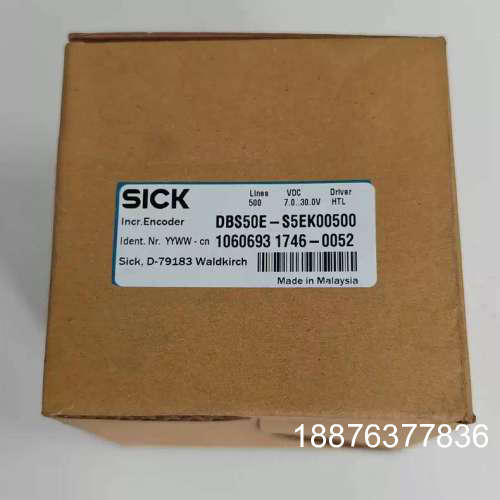 SICK
Lines VDC Driver
500 7.0..30.0V HTL
Incr.Encoder DBS50E-S5EK00500
Ident. Nr. YYWW - cn 1060693 1746-0052
Sick, D-79183 Waldkirch
Made in Malaysia
18876377836